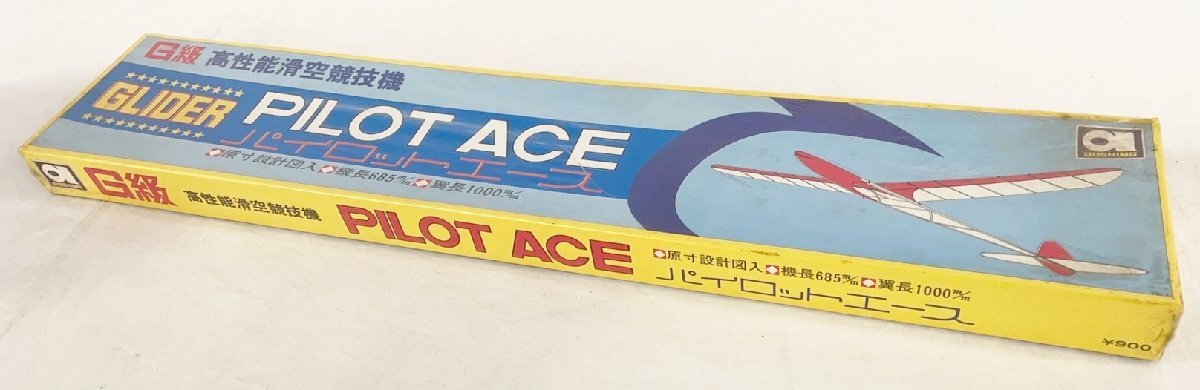 G級 高性能滑空競技機
GLIDER PILOT ACE
パイロットエース
原寸設計図入 機長685m/m 翼長1000m/m
G級 高性能滑空競技機 PILOT ACE
原寸設計図入 機長685m/m 翼長1000m/m
パイロットエース
¥900